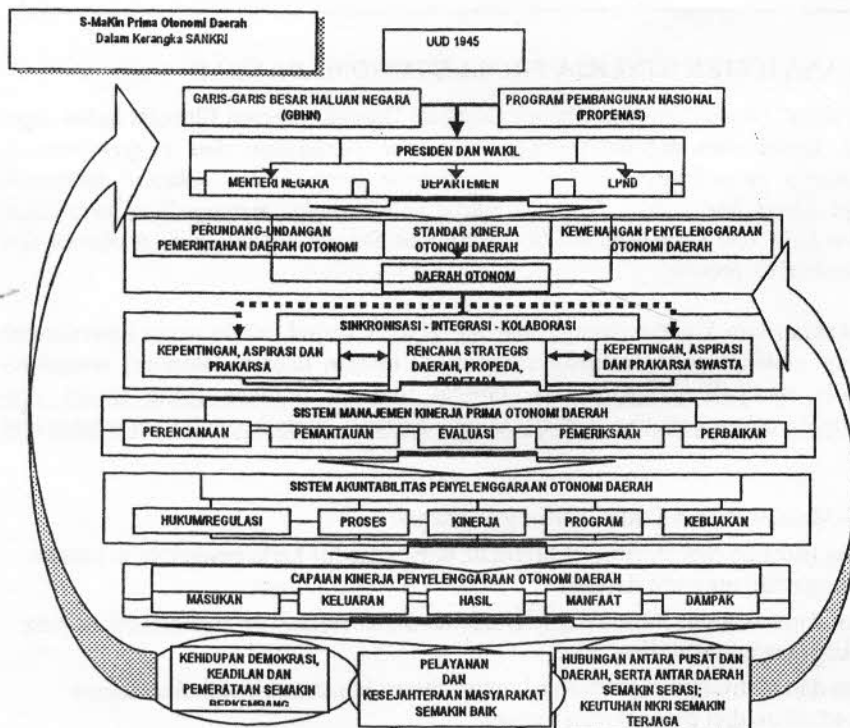 S-MaKin Prima Otonomi Daerah
Dalam Kerangka SANKRI
UUD 1945
GARIS-GARIS BESAR HALUAN NEGARA
(GBHN)
PROGRAM PEMBANGUNAN NASIONAL
(PROPENAS)
PRESIDEN DAN WAKIL
MENTERI NEGARA
DEPARTEMEN
LPND
PERUNDANG-UNDANGAN
PEMERINTAHAN DAERAH (OTONOMI
STANDAR KINERJA
OTONOMI DAERAH
KEWENANGAN PENYELENGGARAAN
OTONOMI DAERAH
DAERAH OTONOM
SINKRONISASI - INTEGRASI - KOLABORASI
KEPENTINGAN, ASPIRASI DAN
PRAKARSA
RENCANA STRATEGIS
DAERAH, PROPEDA,
KEPENTINGAN, ASPIRASI
DAN PRAKARSA SWASTA
SISTEM MANAJEMEN KINERJA PRIMA OTONOMI DAERAH
PERENCANAAN
PEMANTAUAN
EVALUASI
PEMERIKSAAN
PERBAIKAN
SISTEM AKUNTABILITAS PENYELENGGARAAN OTONOMI DAERAH
HUKUM/REGULASI
PROSES
KINERJA
PROGRAM
KEBIJAKAN
CAPAIAN KINERJA PENYELENGGARAAN OTONOMI DAERAH
MASUKAN
KELUARAN
HASIL
MANFAAT
DAMPAK
KEHIDUPAN DEMOKRASI,
KEADILAN DAN
PEMERATAAN SEMAKIN
BERKEMBANG
PELAYANAN
DAN
KESEJAHTERAAN MASYARAKAT
SEMAKIN BAIK
HUBUNGAN ANTARA PUSAT DAN
DAERAH, SERTA ANTAR DAERAH
SEMAKIN SERASI;
KEUTUHAN NKRI SEMAKIN
TERJAGA